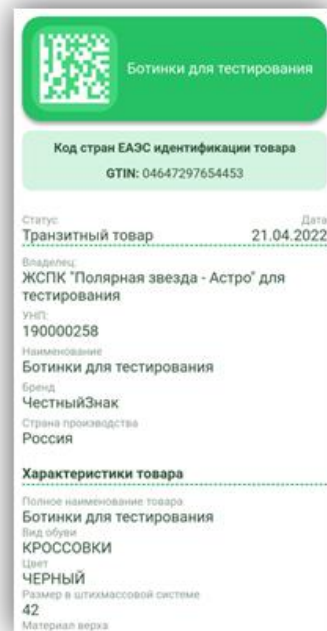 Ботинки для тестирования
Код стран ЕАЭС идентификации товара
GTIN: 04647297654453
Статус Дата
Транзитный товар 21.04.2022
Владелец:
ЖСПК "Полярная звезда - Астро" для
тестирования
УНП:
190000258
Наименование
Ботинки для тестирования
Бренд
ЧестныйЗнак
Страна производства
Россия
Характеристики товара
Полное наименование товара
Ботинки для тестирования
Вид обуви
КРОССОВКИ
Цвет
ЧЕРНЫЙ
Размер в штихмассовой системе
42
Материал верха